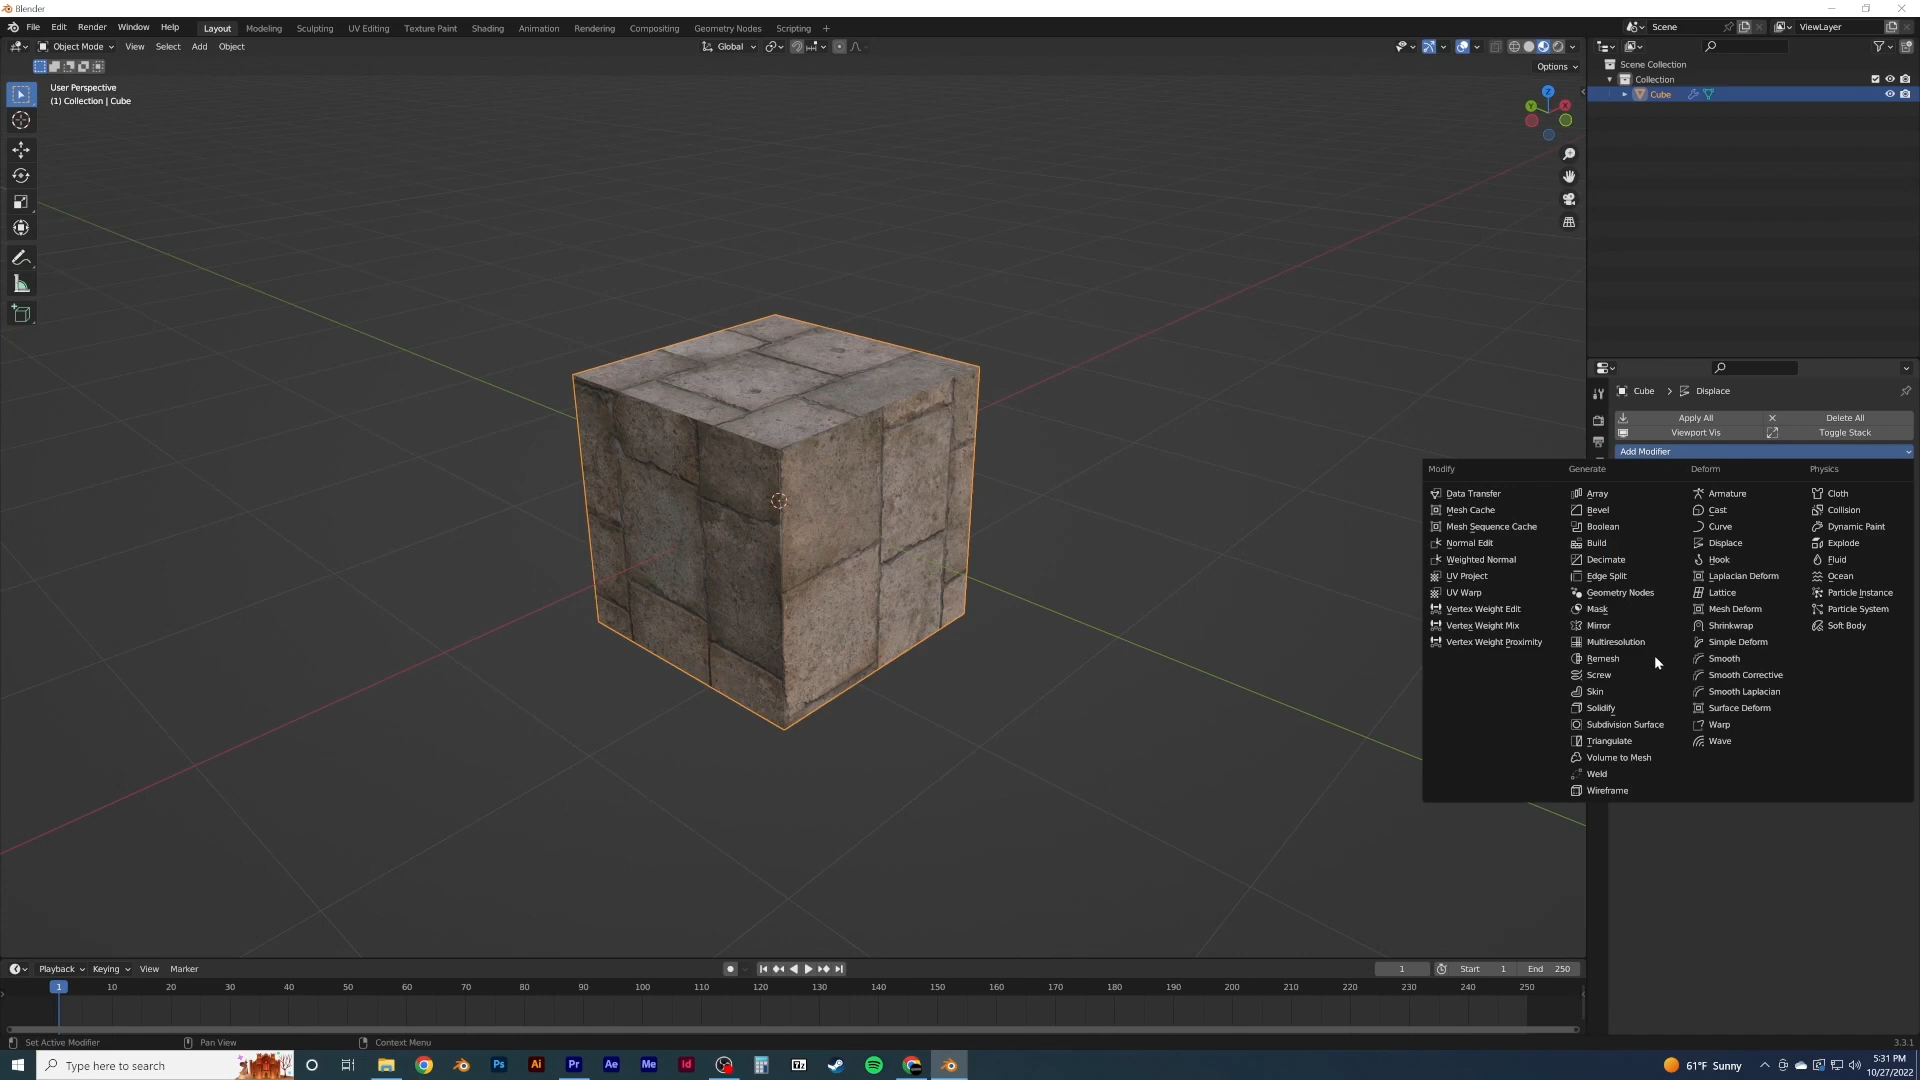 Blender
File Edit Render Window Help Layout Modeling Sculpting UV Editing Texture Paint Shading Animation Rendering Compositing Geometry Nodes Scripting + Scene ViewLayer
Object Mode View Select Add Object Global
Options
User Perspective
(1) Collection | Cube
Z
Y
X
Scene Collection
Collection
Cube
Cube > Displace
Apply All Delete All
Viewport Vis Toggle Stack
Add Modifier
Modify Generate Deform Physics
Data Transfer Array Armature Cloth
Mesh Cache Bevel Cast Collision
Mesh Sequence Cache Boolean Curve Dynamic Paint
Normal Edit Build Displace Explode
Weighted Normal Decimate Hook Fluid
UV Project Edge Split Laplacian Deform Ocean
UV Warp Geometry Nodes Lattice Particle Instance
Vertex Weight Edit Mask Mesh Deform Particle System
Vertex Weight Mix Mirror Shrinkwrap Soft Body
Vertex Weight Proximity Multiresolution Simple Deform
Remesh Smooth
Screw Smooth Corrective
Skin Smooth Laplacian
Solidify Surface Deform
Subdivision Surface Warp
Triangulate Wave
Volume to Mesh
Weld
Wireframe
Playback Keying View Marker 1 Start 1 End 250
1 10 20 30 40 50 60 70 80 90 100 110 120 130 140 150 160 170 180 190 200 210 220 230 240 250
Set Active Modifier Pan View Context Menu 3.3.1
Type here to search Ps Ai Pr Ae Me Id 61°F Sunny 5:31 PM
10/27/2022